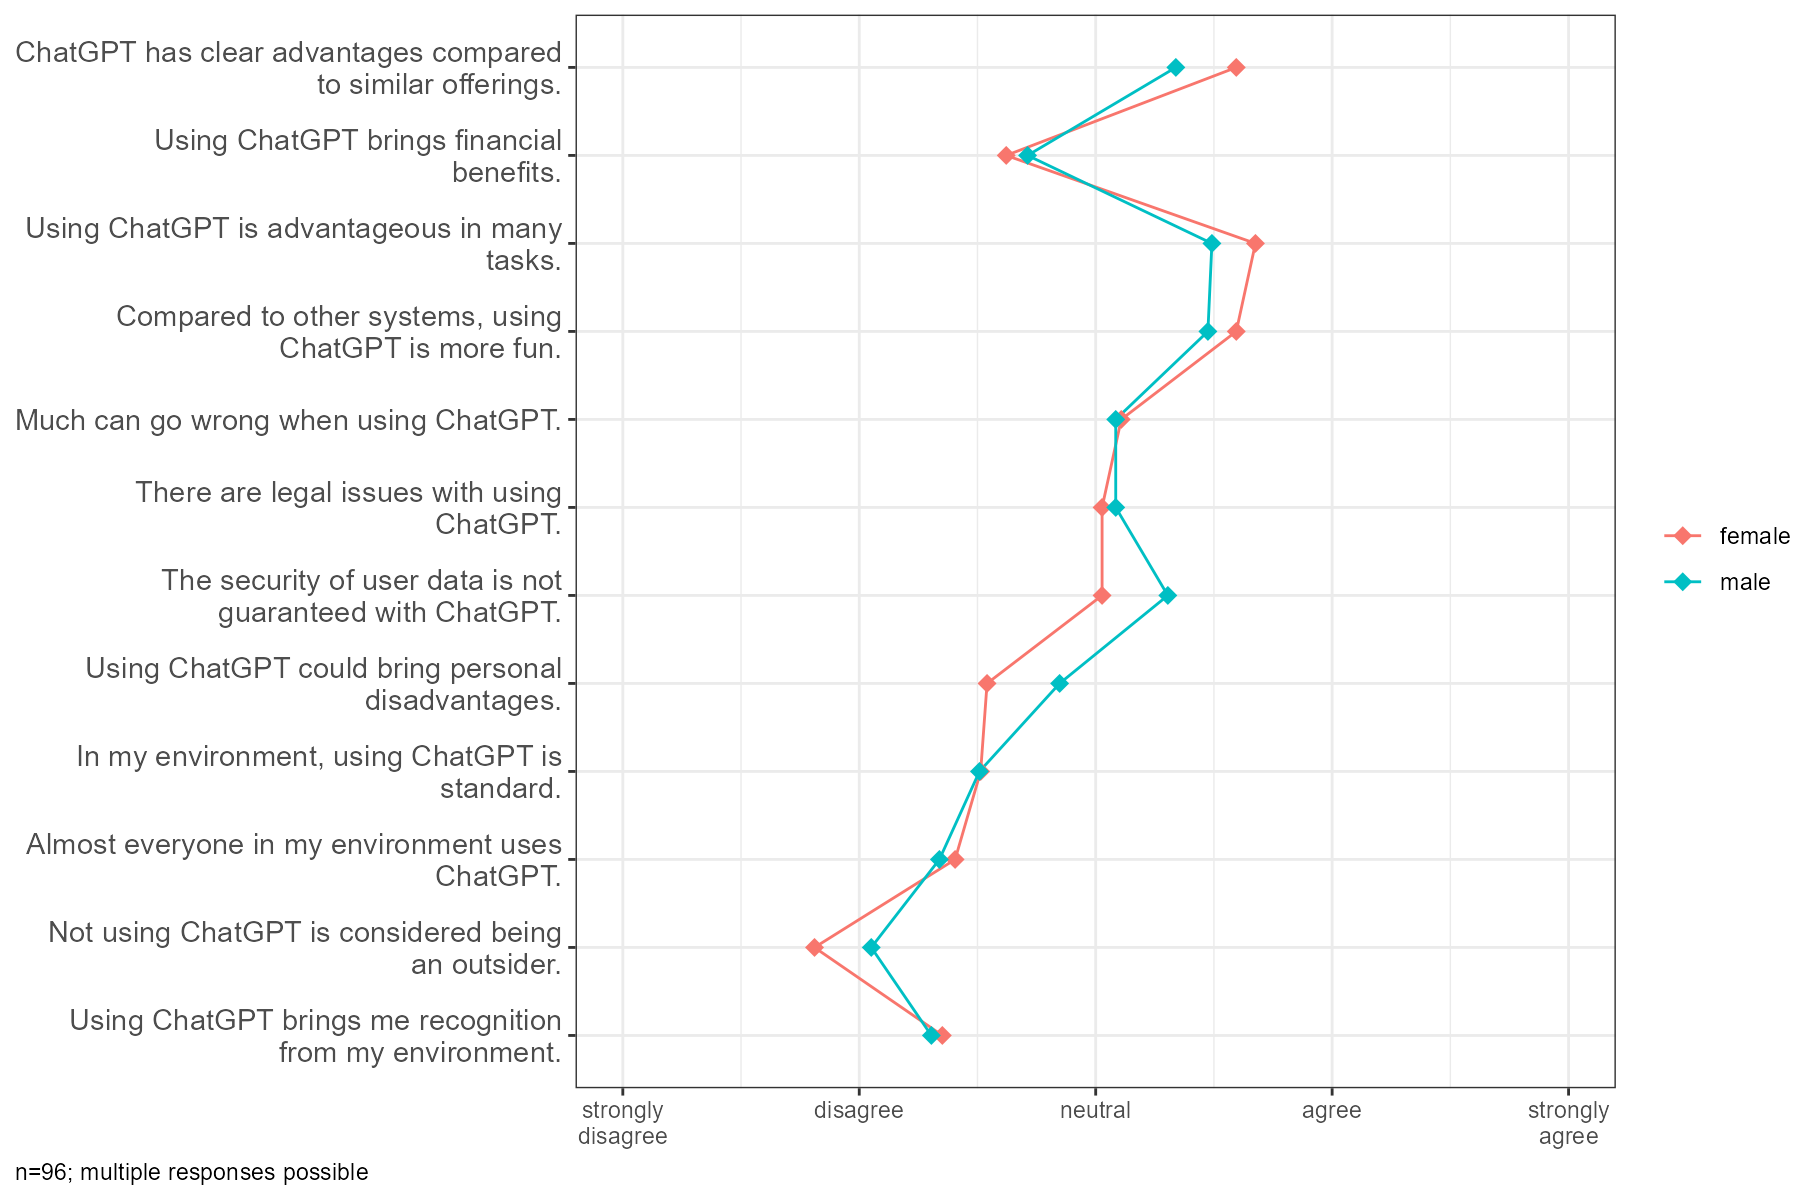 ChatGPT has clear advantages compared
to similar offerings.
Using ChatGPT brings financial
benefits.
Using ChatGPT is advantageous in many
tasks.
Compared to other systems, using
ChatGPT is more fun.
Much can go wrong when using ChatGPT.
There are legal issues with using
ChatGPT.
The security of user data is not
guaranteed with ChatGPT.
Using ChatGPT could bring personal
disadvantages.
In my environment, using ChatGPT is
standard.
Almost everyone in my environment uses
ChatGPT.
Not using ChatGPT is considered being
an outsider.
Using ChatGPT brings me recognition
from my environment.
strongly
disagree
disagree
neutral
agree
strongly
agree
female
male
n=96; multiple responses possible